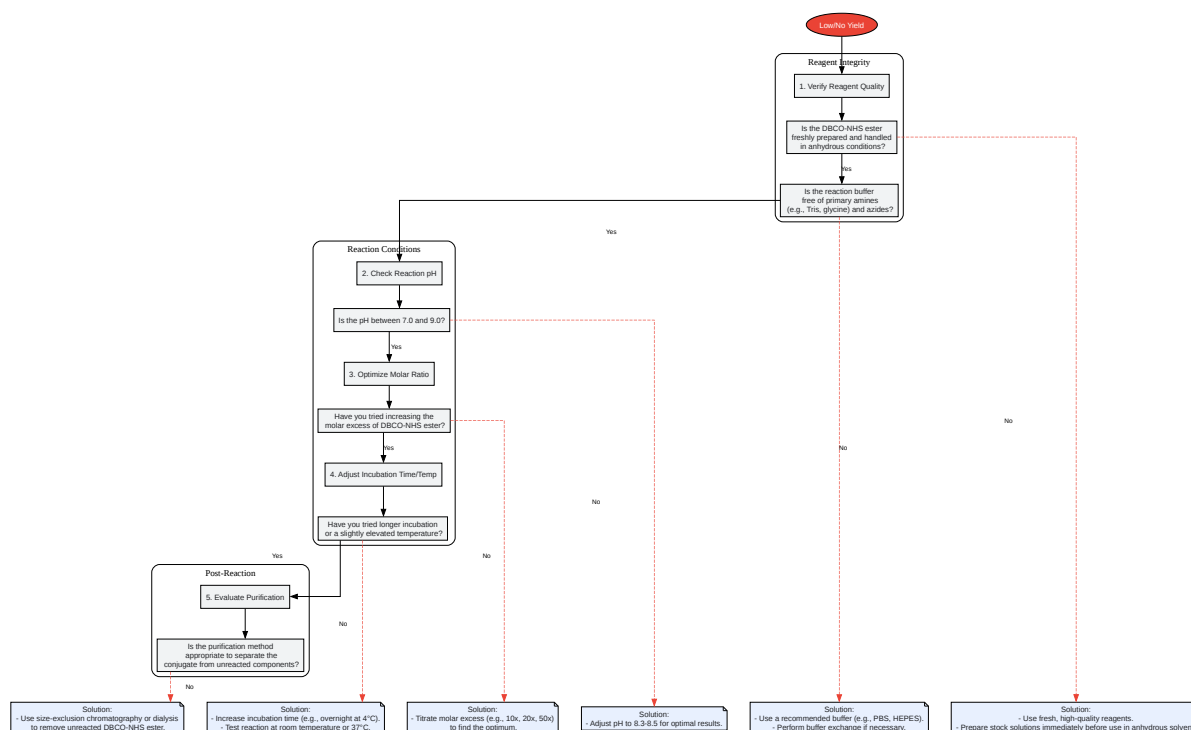 Low/No Yield
Reagent Integrity
1. Verify Reagent Quality
Is the DBCO-NHS ester
freshly prepared and handled
in anhydrous conditions?
Yes
Is the reaction buffer
free of primary amines
(e.g., Tris, glycine) and azides?
Yes
Reaction Conditions
2. Check Reaction pH
Is the pH between 7.0 and 9.0?
Yes
3. Optimize Molar Ratio
Have you tried increasing the
molar excess of DBCO-NHS ester?
Yes
No
No
4. Adjust Incubation Time/Temp
No
Have you tried longer incubation
or a slightly elevated temperature?
Yes
No
Post-Reaction
5. Evaluate Purification
No
Is the purification method
appropriate to separate the
conjugate from unreacted components?
No
Solution:
- Use size-exclusion chromatography or dialysis
to remove unreacted DBCO-NHS ester.
Solution:
- Increase incubation time (e.g., overnight at 4°C).
- Test reaction at room temperature or 37°C.
Solution:
- Titrate molar excess (e.g., 10x, 20x, 50x)
to find the optimum.
Solution:
- Adjust pH to 8.3-8.5 for optimal results.
Solution:
- Use a recommended buffer (e.g., PBS, HEPES).
- Perform buffer exchange if necessary.
Solution:
- Use fresh, high-quality reagents.
- Prepare stock solutions immediately before use in anhydrous